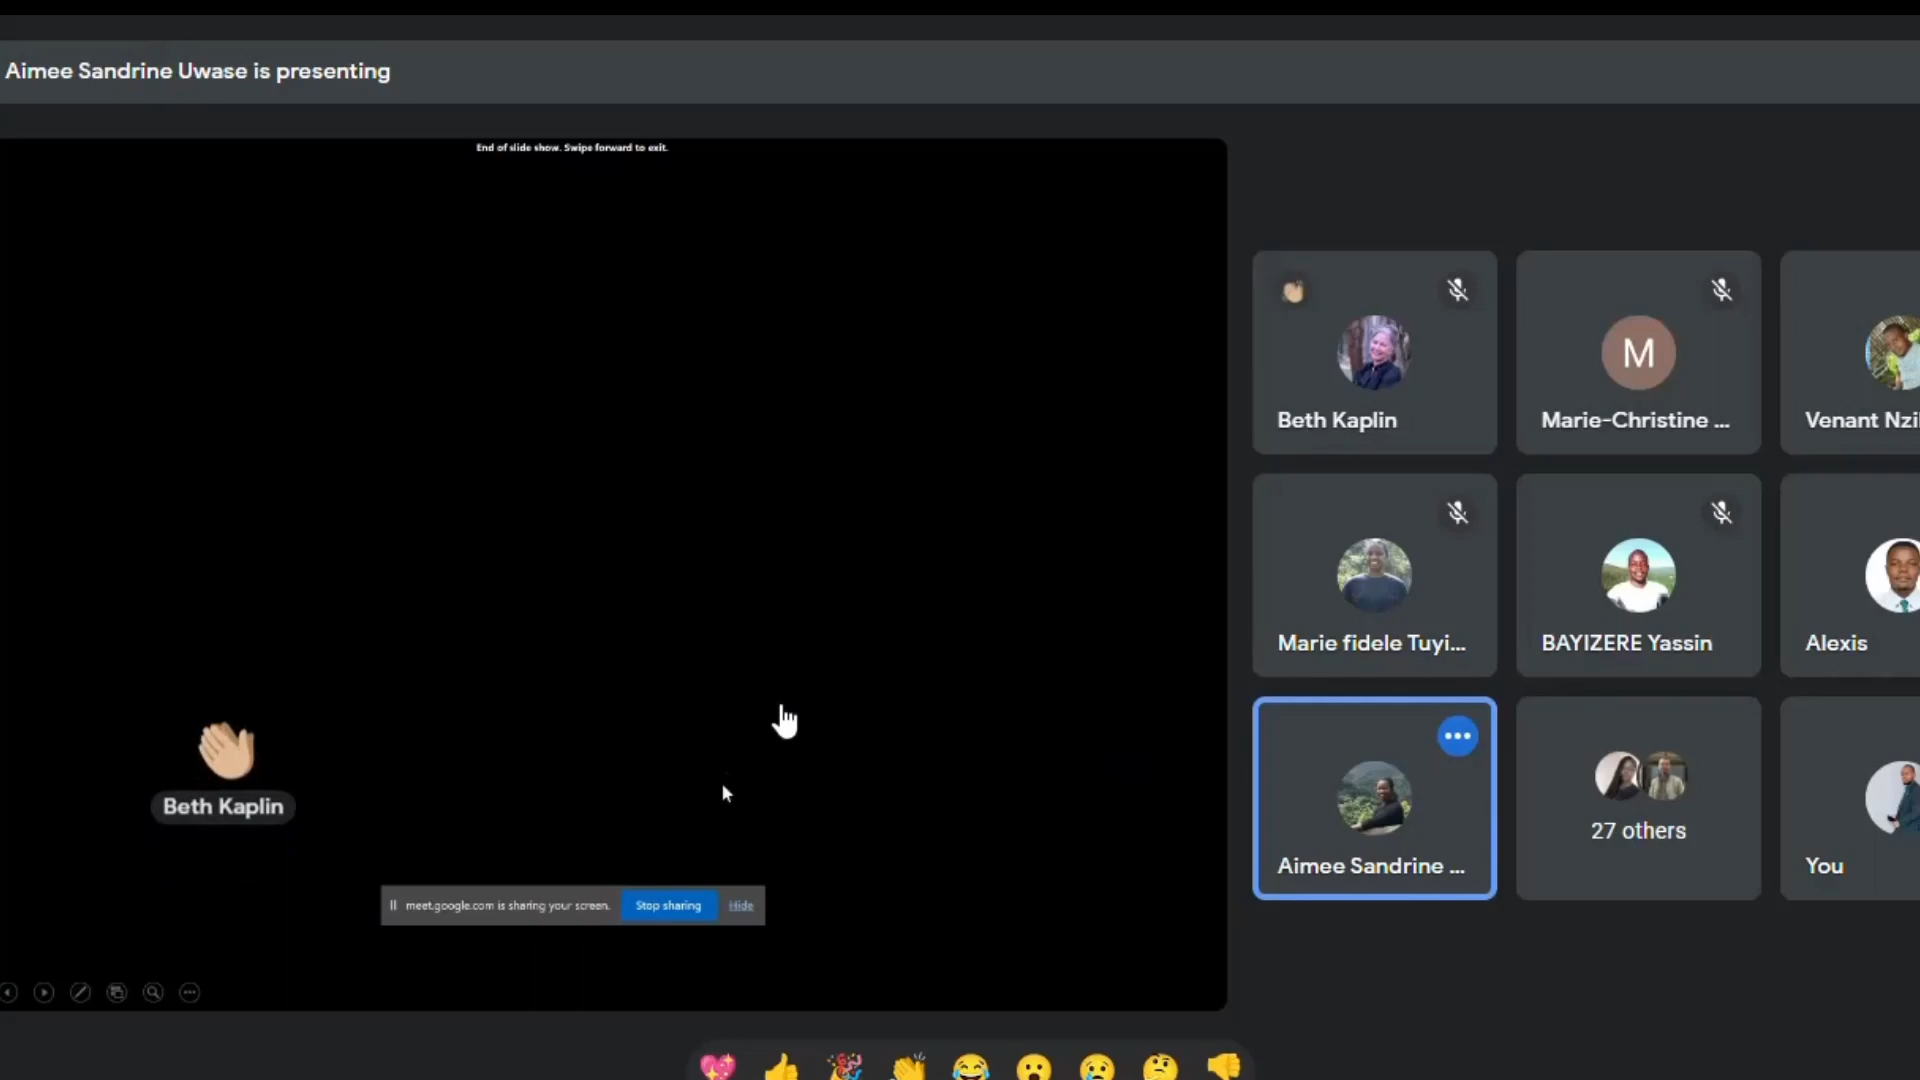 Aimee Sandrine Uwase is presenting
End of slide show. Swipe forward to exit.
Beth Kaplin
M
Marie-Christine ...
Venant Nzi
Marie fidele Tuyi...
BAYIZERE Yassin
Alexis
Beth Kaplin
Aimee Sandrine ...
27 others
You
meet.google.com is sharing your screen.
Stop sharing
Hide